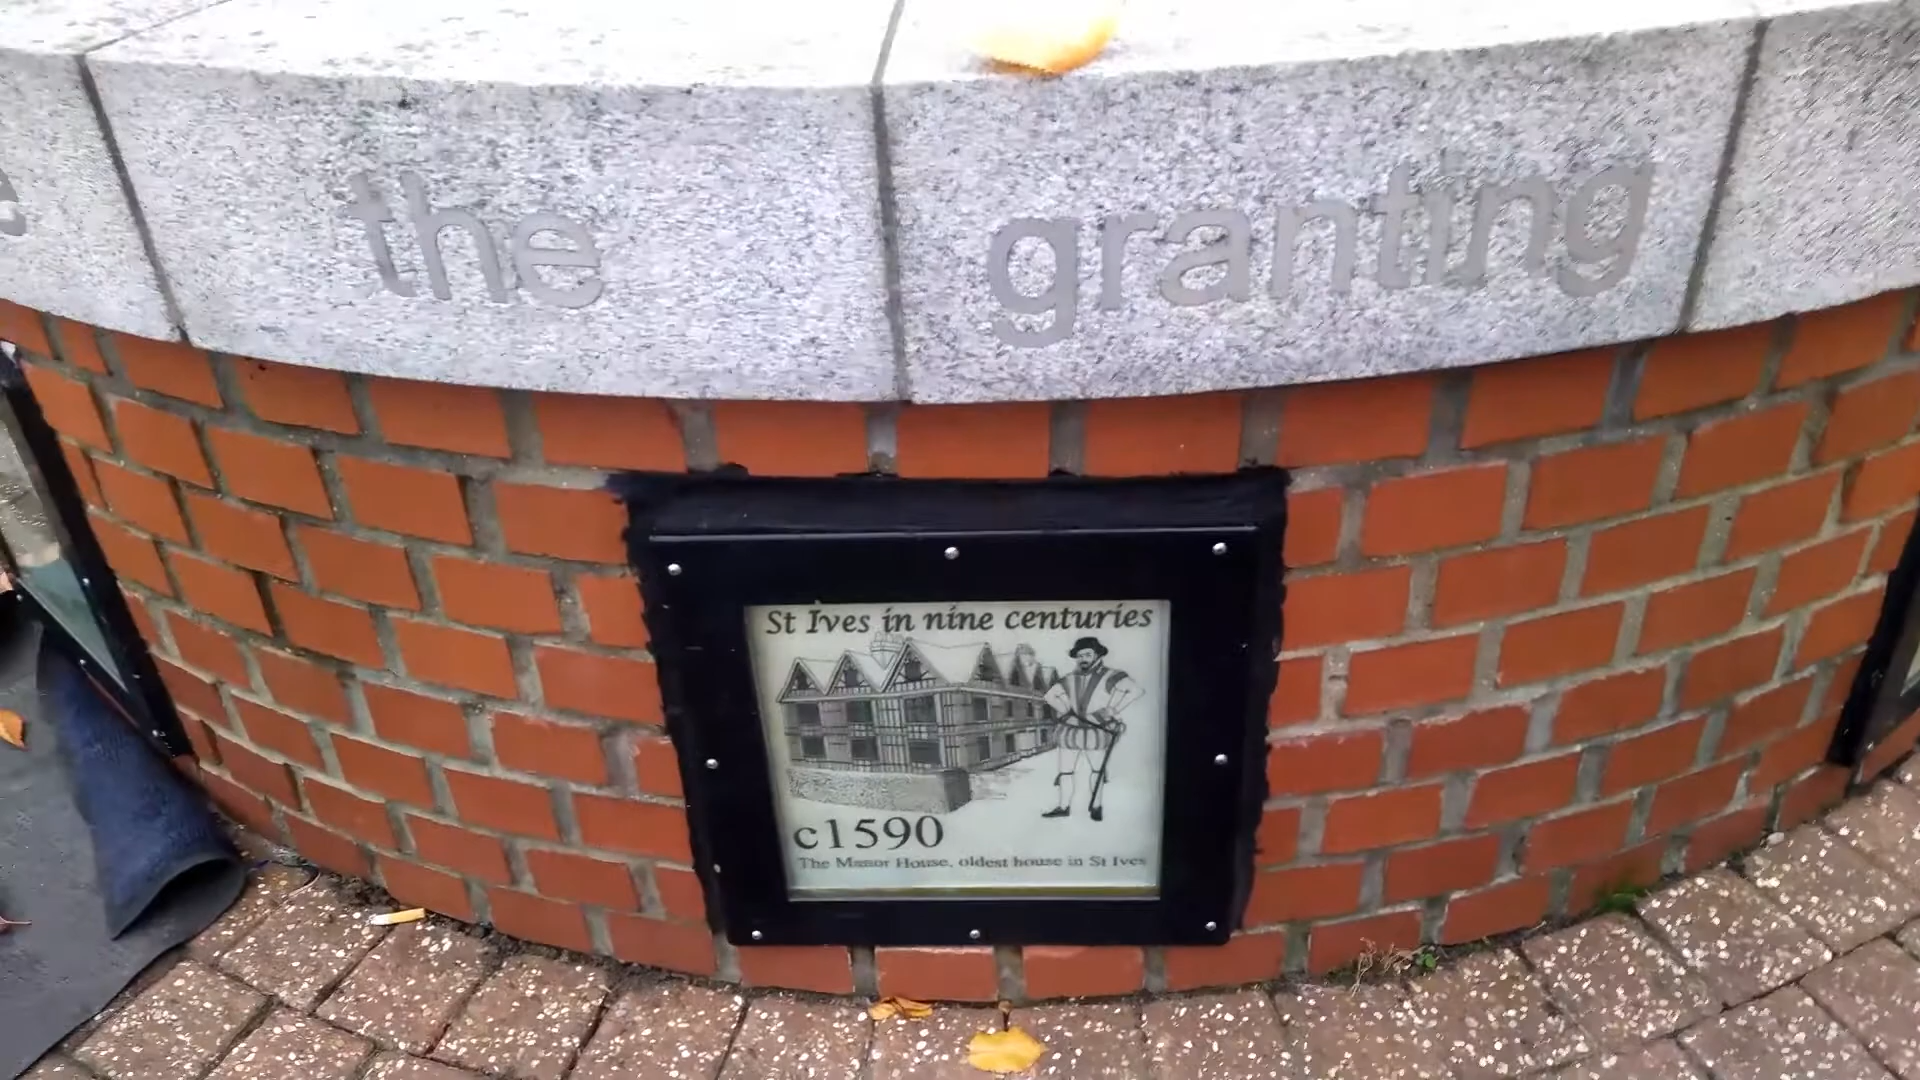 the granting
St Ives in nine centuries
c1590
The Manor House, oldest house in St Ives